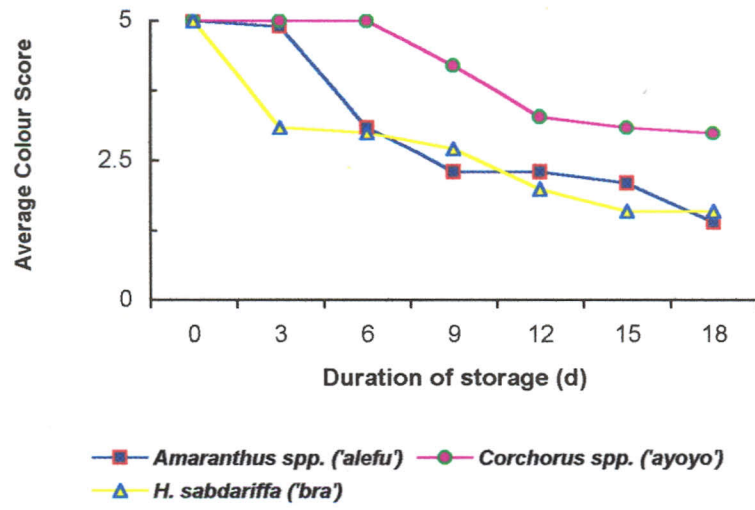 Average Colour Score
5
2.5
0
0 3 6 9 12 15 18
Duration of storage (d)
Amaranthus spp. ('alefu') Corchorus spp. ('ayoyo')
H. sabdariffa ('bra')